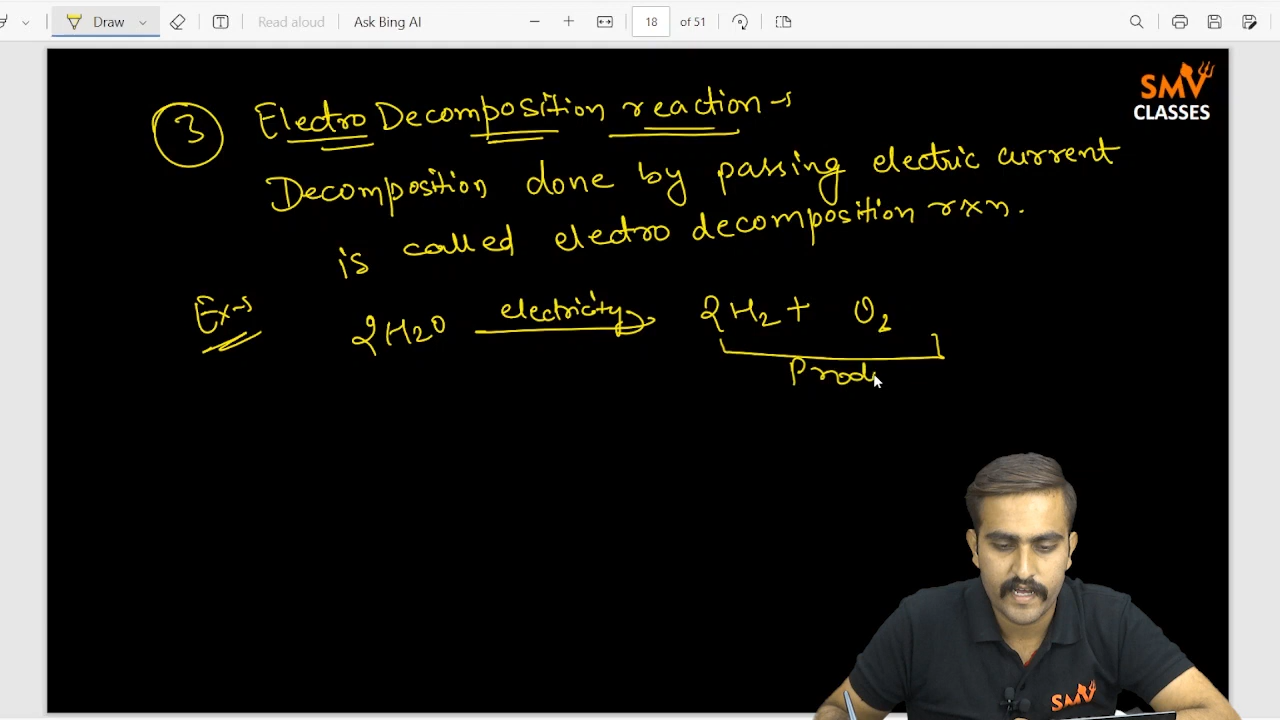 Draw
Read aloud
Ask Bing AI
18 of 51
SMV
CLASSES
3 Electro Decomposition reaction →
Decomposition done by passing electric current
is called electro decomposition rxn.
Ex→ 2H2O electricity→ 2H2 + O2
Prod
SMV